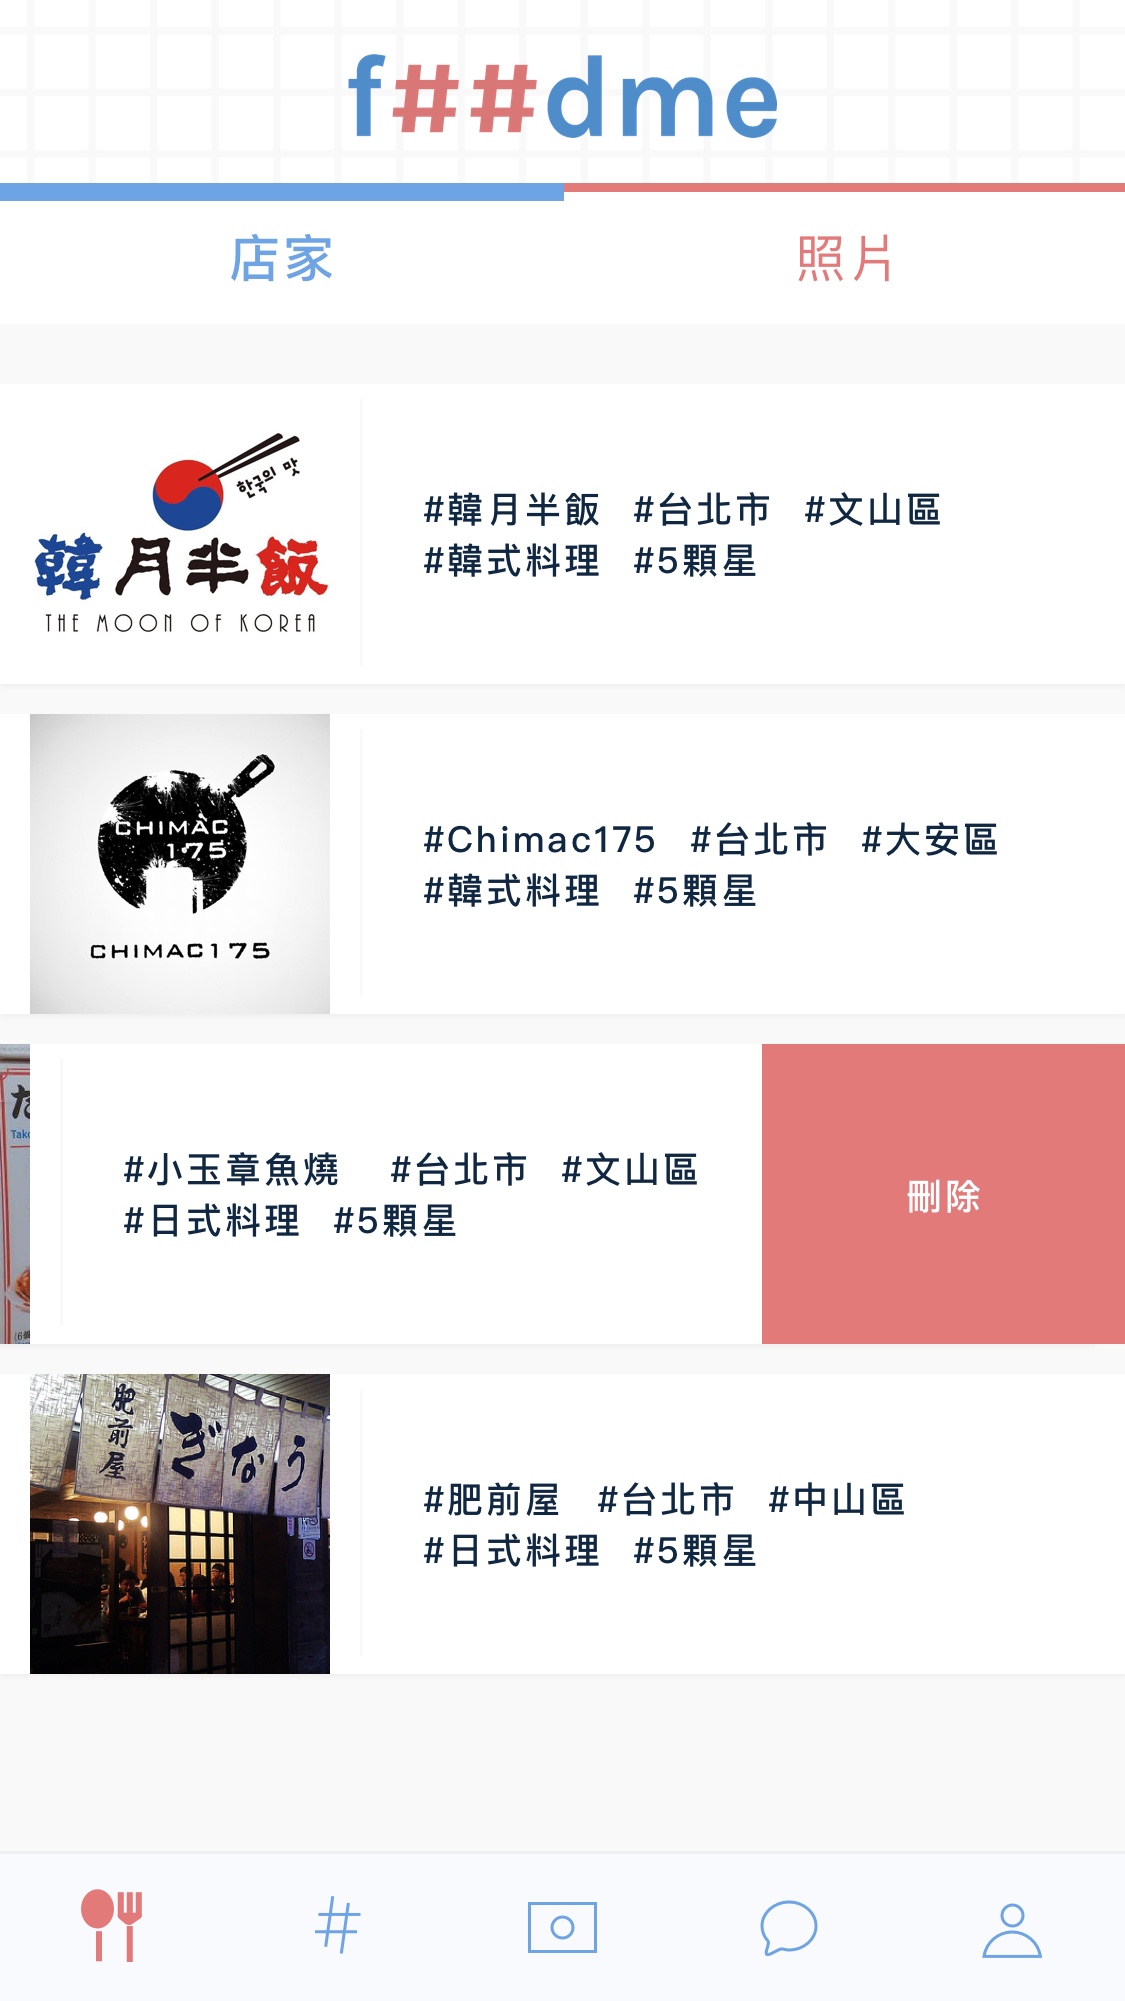 f##dme
店家
照片
한국의 맛
韓月半飯
THE MOON OF KOREA
#韓月半飯 #台北市 #文山區
#韓式料理 #5顆星
CHIMAC
175
CHIMAC175
#Chimac175 #台北市 #大安區
#韓式料理 #5顆星
た
Tako
#小玉章魚燒 #台北市 #文山區
#日式料理 #5顆星
刪除
肥前屋
うなぎ
#肥前屋 #台北市 #中山區
#日式料理 #5顆星